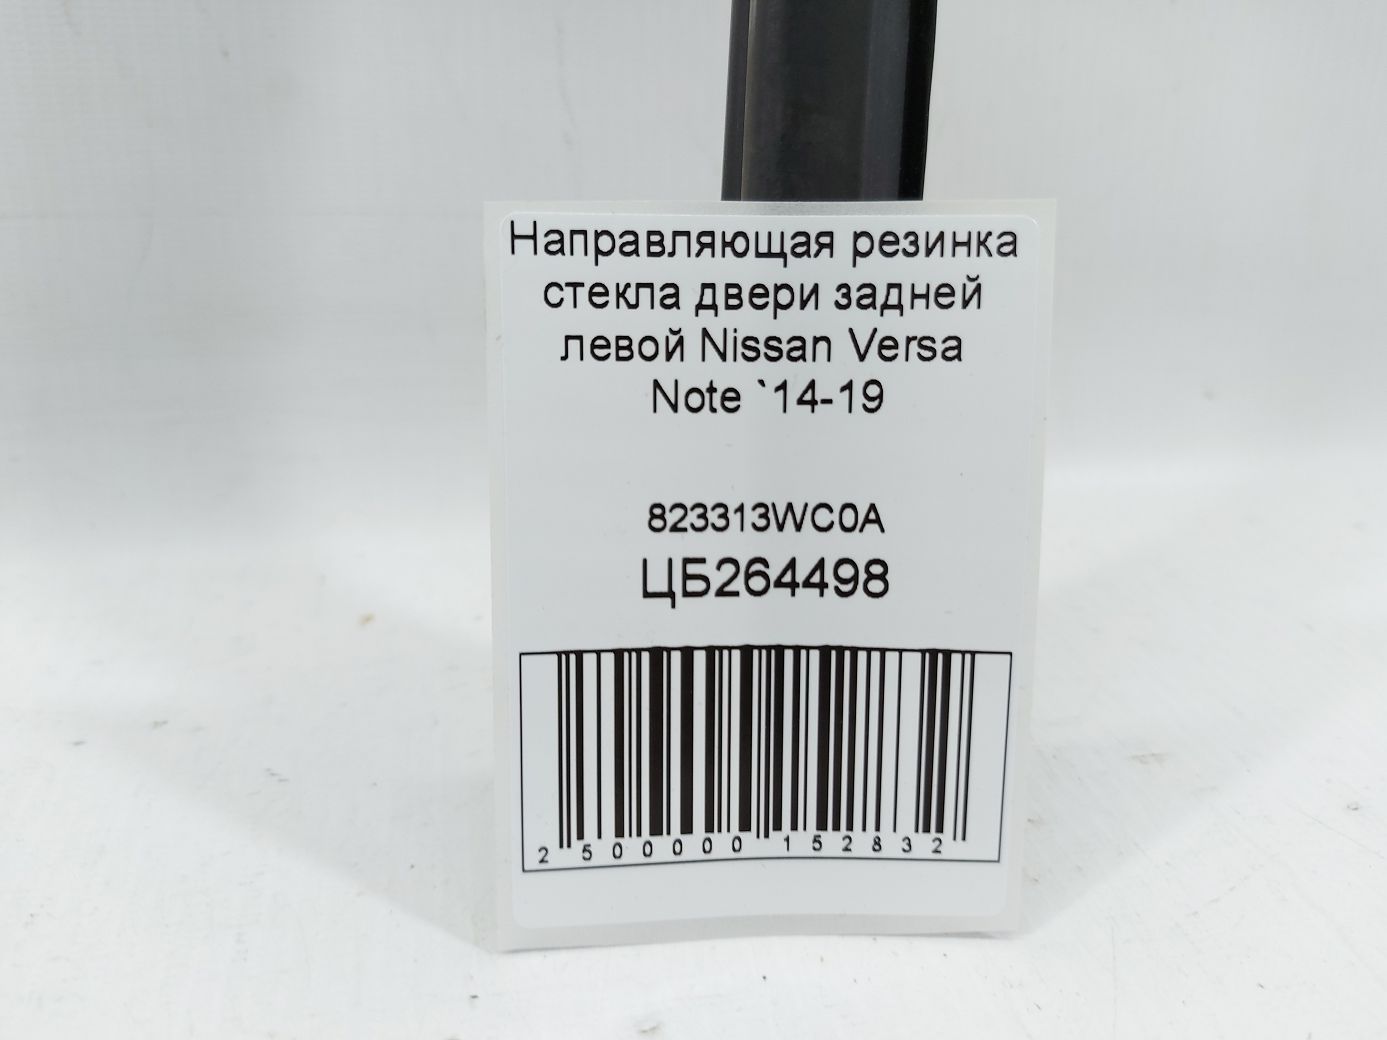 Направляющая резинка
стекла двери задней
левой Nissan Versa
Note `14-19
823313WC0A
ЦБ264498
2 500000 152832